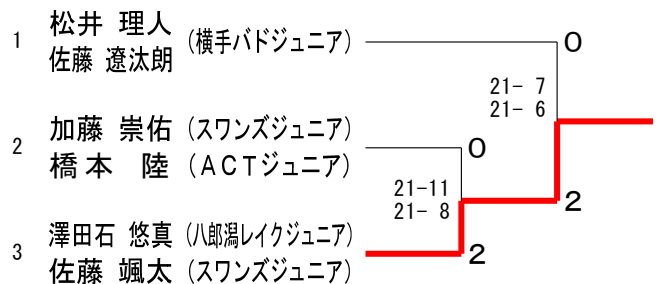 1 松井 理人 (横手バドジュニア)
佐藤 遼汰朗
0
21- 7
21- 6
2 加藤 崇佑 (スワンズジュニア)
橋本 陸 (ACTジュニア)
0
21-11
21- 8
2
3 澤田石 悠真 (八郎潟レイクジュニア)
佐藤 颯太 (スワンズジュニア)
2